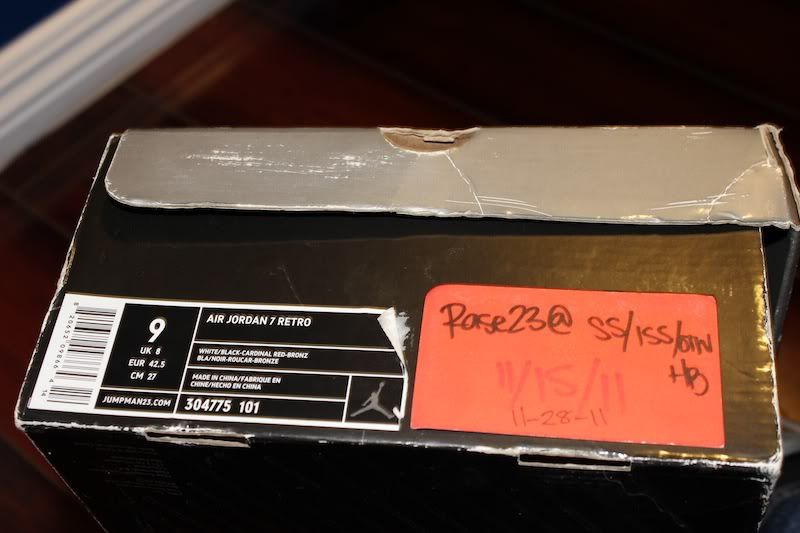 9
UK 8
EUR 42.5
CM 27
JUMPMAN23.COM
AIR JORDAN 7 RETRO
WHITE/BLACK-CARDINAL RED-BRONZ
BLA/NOIR-ROUCAR-BRONZE
MADE IN CHINA/FABRIQUE EN
CHINE/HECHO EN CHINA
304775 101
Rose23@ SS/ISS/
HB
11/15/11
11-28-11